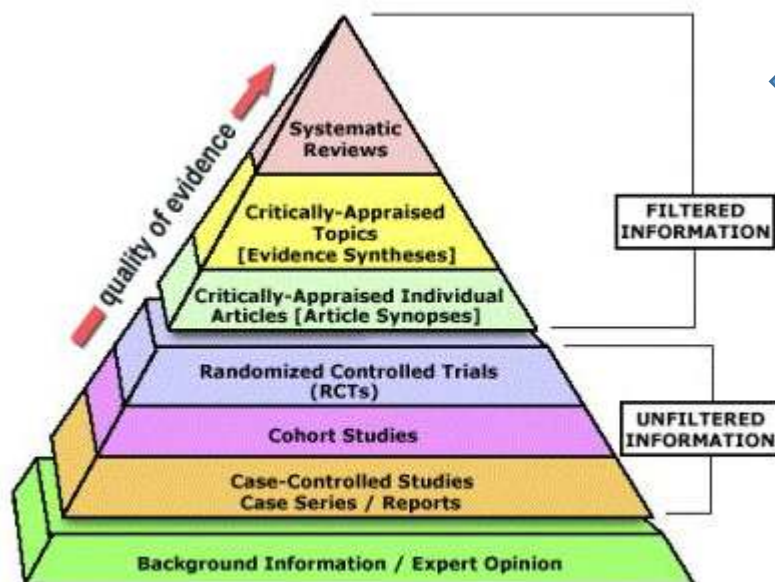 quality of evidence
Systematic
Reviews
Critically-Appraised
Topics
[Evidence Syntheses]
Critically-Appraised Individual
Articles [Article Synopses]
FILTERED
INFORMATION
Randomized Controlled Trials
(RCTs)
Cohort Studies
Case-Controlled Studies
Case Series / Reports
UNFILTERED
INFORMATION
Background Information / Expert Opinion